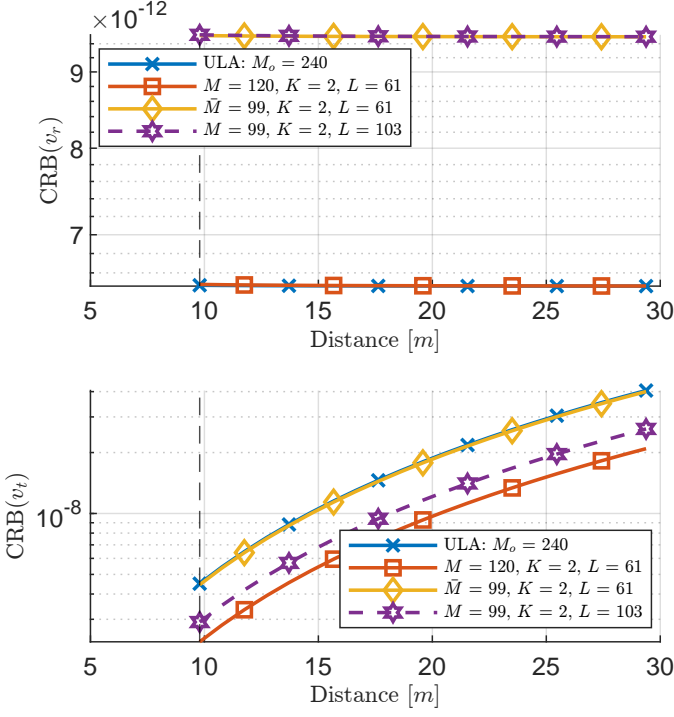 ×10⁻¹²
9
8
7
CRB(v_r)
ULA: M_o = 240
M = 120, K = 2, L = 61
M̄ = 99, K = 2, L = 61
M = 99, K = 2, L = 103
5 10 15 20 25 30
Distance [m]
10⁻⁸
CRB(v_t)
ULA: M_o = 240
M = 120, K = 2, L = 61
M̄ = 99, K = 2, L = 61
M = 99, K = 2, L = 103
5 10 15 20 25 30
Distance [m]